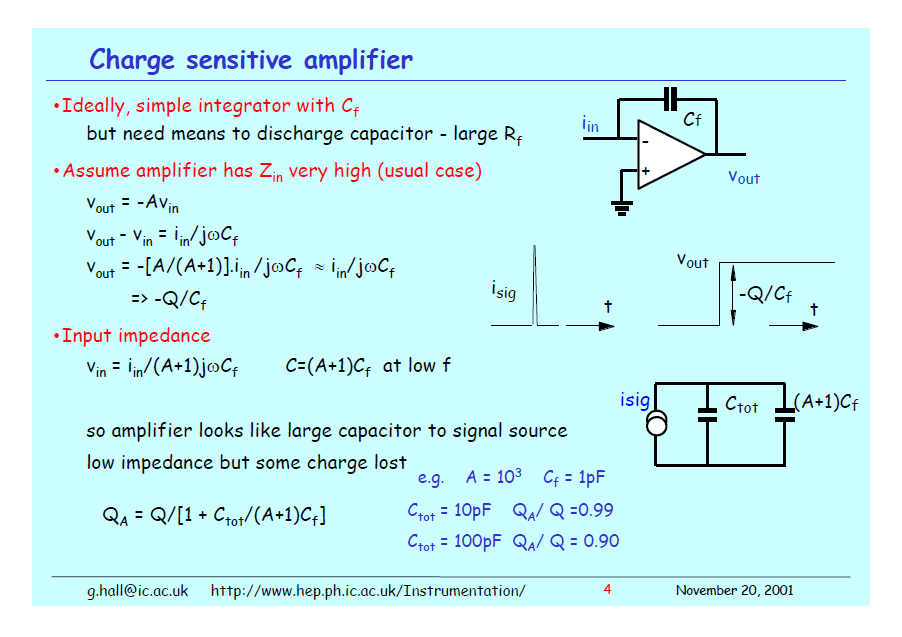 Charge sensitive amplifier
•Ideally, simple integrator with Cf
but need means to discharge capacitor - large Rf
•Assume amplifier has Zin very high (usual case)
vout = -Avin
vout - vin = iin/jωCf
vout = -[A/(A+1)].iin /jωCf ≈ iin/jωCf
=> -Q/Cf
•Input impedance
vin = iin/(A+1)jωCf C=(A+1)Cf at low f
so amplifier looks like large capacitor to signal source
low impedance but some charge lost
QA = Q/[1 + Ctot/(A+1)Cf]
e.g. A = 10³ Cf = 1pF
Ctot = 10pF QA/ Q =0.99
Ctot = 100pF QA/ Q = 0.90
iin
Cf
-
+
vout
isig
t
vout
-Q/Cf
t
isig
Ctot
(A+1)Cf
g.hall@ic.ac.uk http://www.hep.ph.ic.ac.uk/Instrumentation/ 4 November 20, 2001